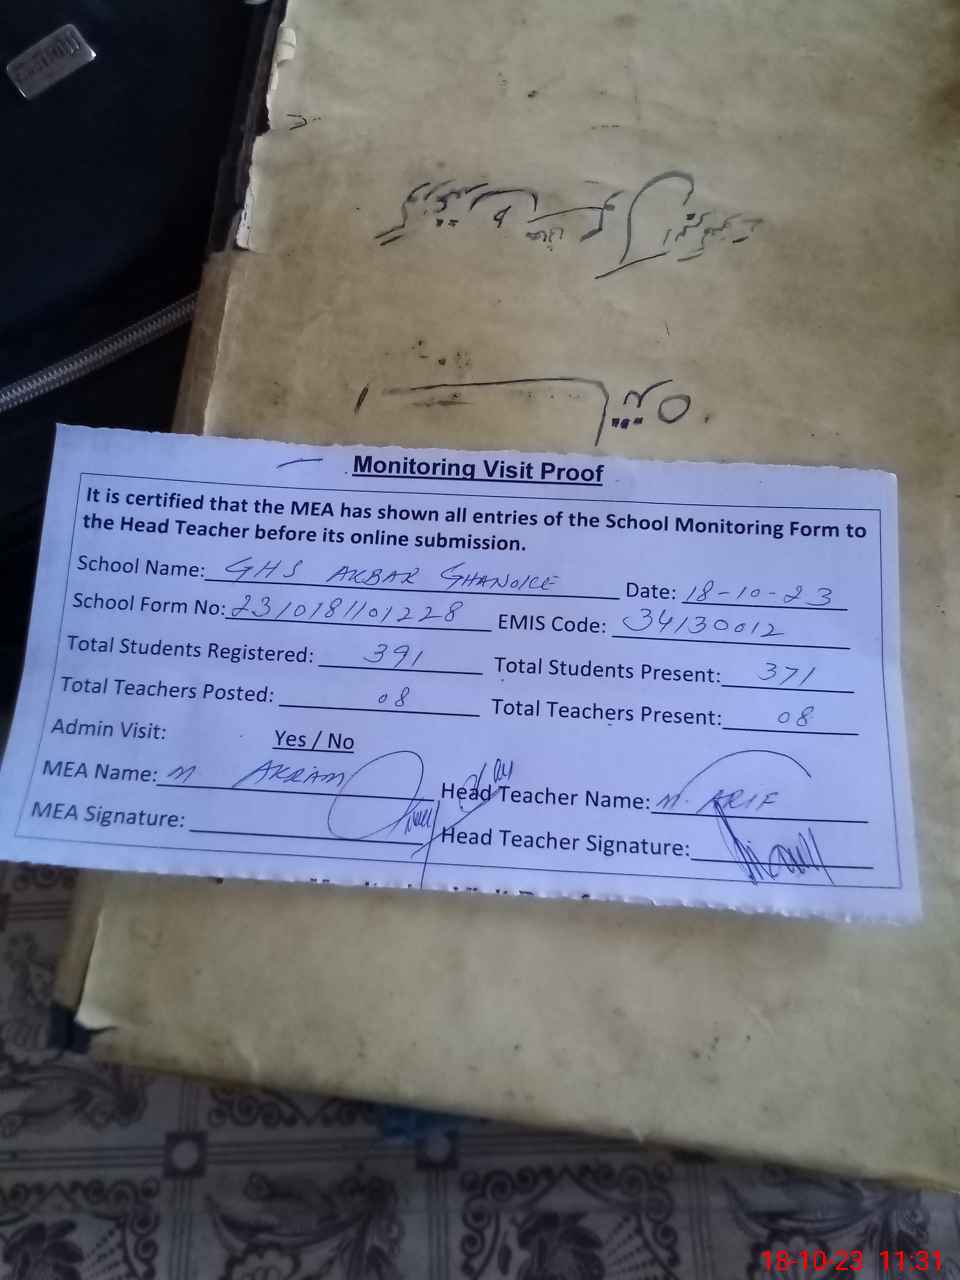 Monitoring Visit Proof
It is certified that the MEA has shown all entries of the School Monitoring Form to
the Head Teacher before its online submission.
School Name: GHS AKBAR GHANOKE Date: 18-10-23
School Form No: 2310181101228 EMIS Code: 34130012
Total Students Registered: 391 Total Students Present: 371
Total Teachers Posted: 08 Total Teachers Present: 08
Admin Visit: Yes / No
MEA Name: M AKRAM Head Teacher Name: M. ARIF
MEA Signature: Head Teacher Signature:
18-10-23 11:31